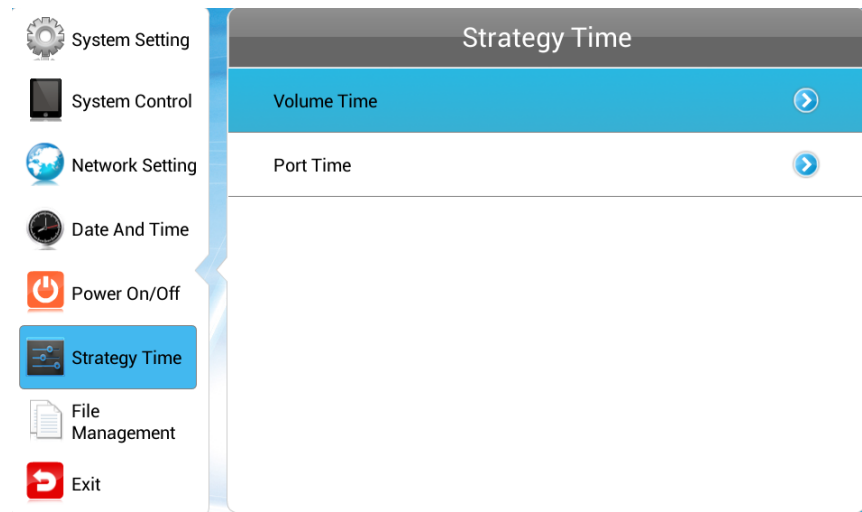 System Setting
System Control
Network Setting
Date And Time
Power On/Off
Strategy Time
File
Management
Exit
Strategy Time
Volume Time
Port Time